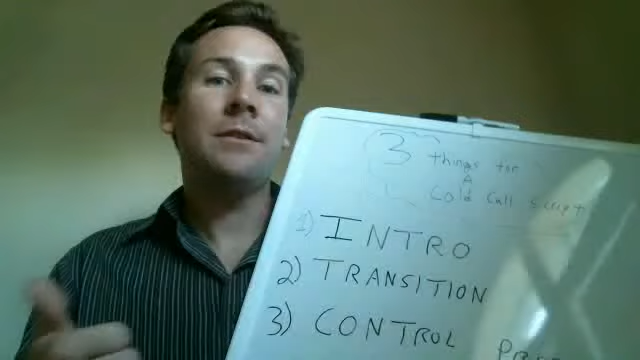 3 things for
A
Cold Call Script
1) INTRO
2) TRANSITION
3) CONTROL